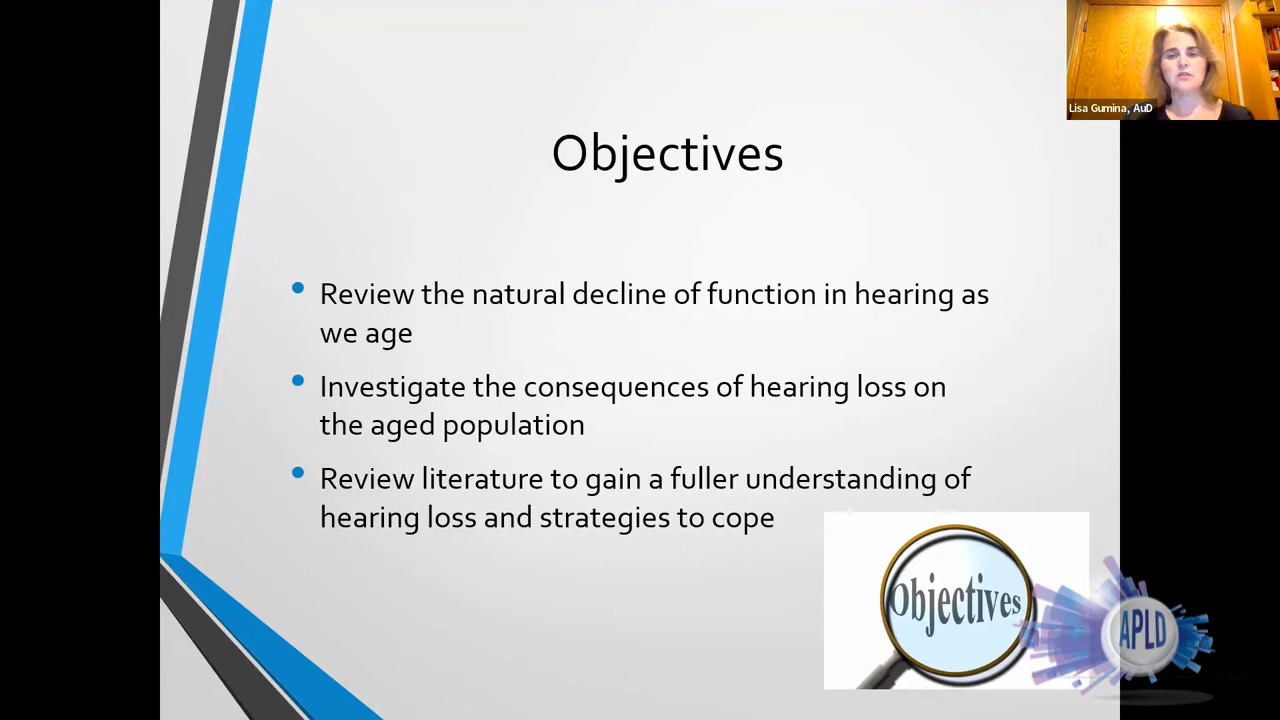 Lisa Gumina, AuD
Objectives
Review the natural decline of function in hearing as
we age
Investigate the consequences of hearing loss on
the aged population
Review literature to gain a fuller understanding of
hearing loss and strategies to cope
Objectives
APLD